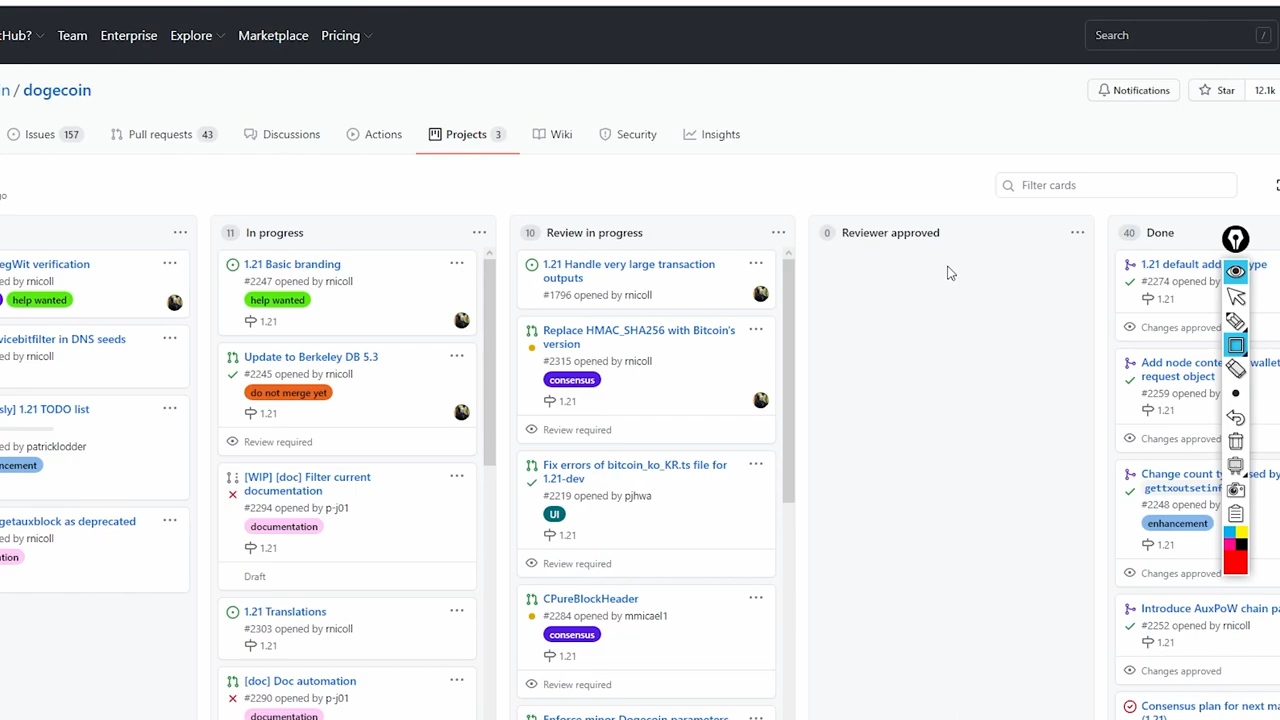 Hub? Team Enterprise Explore Marketplace Pricing Search /
n / dogecoin Notifications Star 12.1k
Issues 157 Pull requests 43 Discussions Actions Projects 3 Wiki Security Insights
go Filter cards
egWit verification
ed by rnicoll
help wanted
vicebitfilter in DNS seeds
ed by rnicoll
sly] 1.21 TODO list
ed by patricklodder
ncement
getauxblock as deprecated
ed by rnicoll
tion
11 In progress
1.21 Basic branding
#2247 opened by rnicoll
help wanted
1.21
Update to Berkeley DB 5.3
#2245 opened by rnicoll
do not merge yet
1.21
Review required
[WIP] [doc] Filter current
documentation
#2294 opened by p-j01
documentation
1.21
Draft
1.21 Translations
#2303 opened by rnicoll
1.21
[doc] Doc automation
#2290 opened by p-j01
documentation
10 Review in progress
1.21 Handle very large transaction
outputs
#1796 opened by rnicoll
Replace HMAC_SHA256 with Bitcoin's
version
#2315 opened by rnicoll
consensus
1.21
Review required
Fix errors of bitcoin_ko_KR.ts file for
1.21-dev
#2219 opened by pjhwa
UI
1.21
Review required
CPureBlockHeader
#2284 opened by mmicael1
consensus
1.21
Review required
Enforce minor Dogecoin parameters
0 Reviewer approved
40 Done
1.21 default add ype
#2274 opened by
1.21
Changes approved
Add node conte wallet
request object
#2259 opened by
1.21
Changes approved
Change count ty sed by
gettxoutsetinf
#2248 opened by
enhancement
1.21
Changes approved
Introduce AuxPoW chain pa
#2252 opened by rnicoll
1.21
Changes approved
Consensus plan for next ma
(1.21)